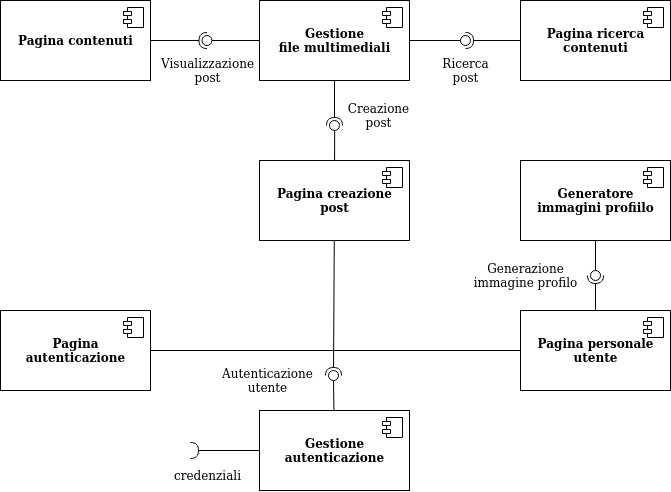 Pagina contenuti
Visualizzazione
post
Gestione
file multimediali
Ricerca
post
Pagina ricerca
contenuti
Creazione
post
Pagina creazione
post
Generatore
immagini profiilo
Generazione
immagine profilo
Pagina
autenticazione
Pagina personale
utente
Autenticazione
utente
Gestione
autenticazione
credenziali